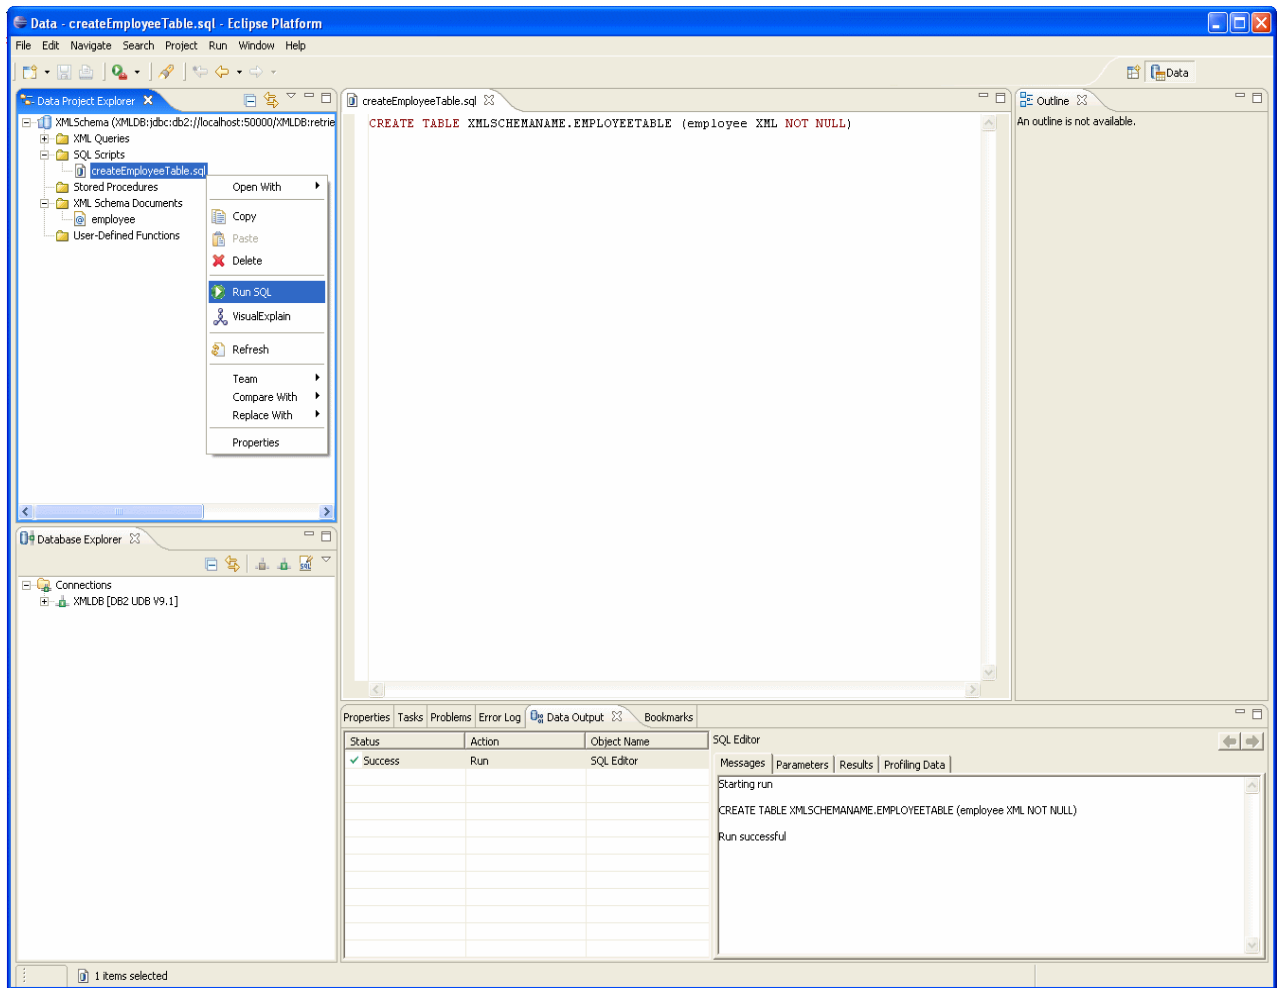 Data - createEmployeeTable.sql - Eclipse Platform
File Edit Navigate Search Project Run Window Help
Data
Data Project Explorer
XMLSchema (XMLDB:jdbc:db2://localhost:50000/XMLDB:retrie
XML Queries
SQL Scripts
createEmployeeTable.sql
Stored Procedures
XML Schema Documents
employee
User-Defined Functions
Open With
Copy
Paste
Delete
Run SQL
VisualExplain
Refresh
Team
Compare With
Replace With
Properties
createEmployeeTable.sql
CREATE TABLE XMLSCHEMANAME.EMPLOYEETABLE (employee XML NOT NULL)
Outline
An outline is not available.
Database Explorer
SQL
Connections
XMLDB [DB2 UDB V9.1]
Properties Tasks Problems Error Log Data Output Bookmarks
Status Action Object Name
Success Run SQL Editor
SQL Editor
Messages Parameters Results Profiling Data
Starting run
CREATE TABLE XMLSCHEMANAME.EMPLOYEETABLE (employee XML NOT NULL)
Run successful
1 items selected